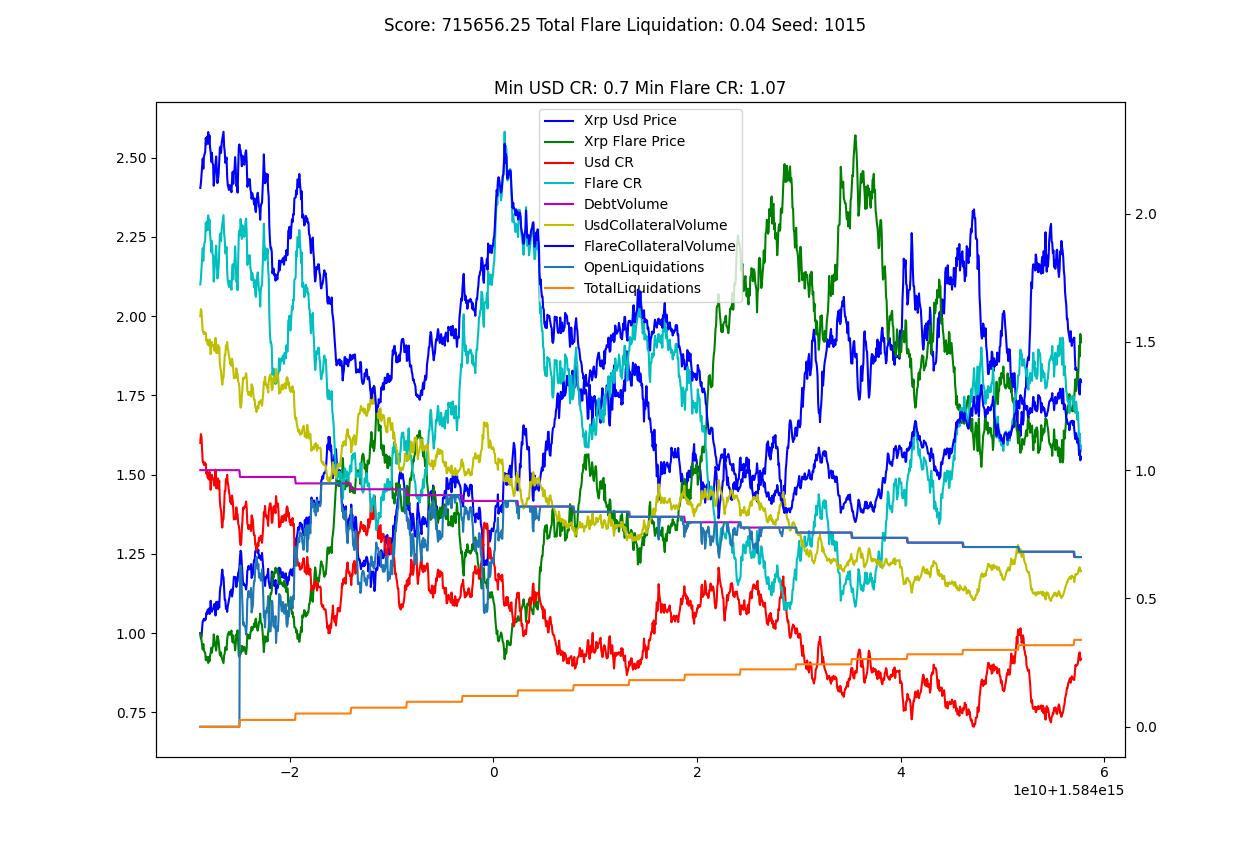 Score: 715656.25 Total Flare Liquidation: 0.04 Seed: 1015
Min USD CR: 0.7 Min Flare CR: 1.07
Xrp Usd Price
Xrp Flare Price
Usd CR
Flare CR
DebtVolume
UsdCollateralVolume
FlareCollateralVolume
OpenLiquidations
TotalLiquidations
2.50
2.25
2.00
1.75
1.50
1.25
1.00
0.75
2.0
1.5
1.0
0.5
0.0
−2
0
2
4
6
1e10+1.584e15